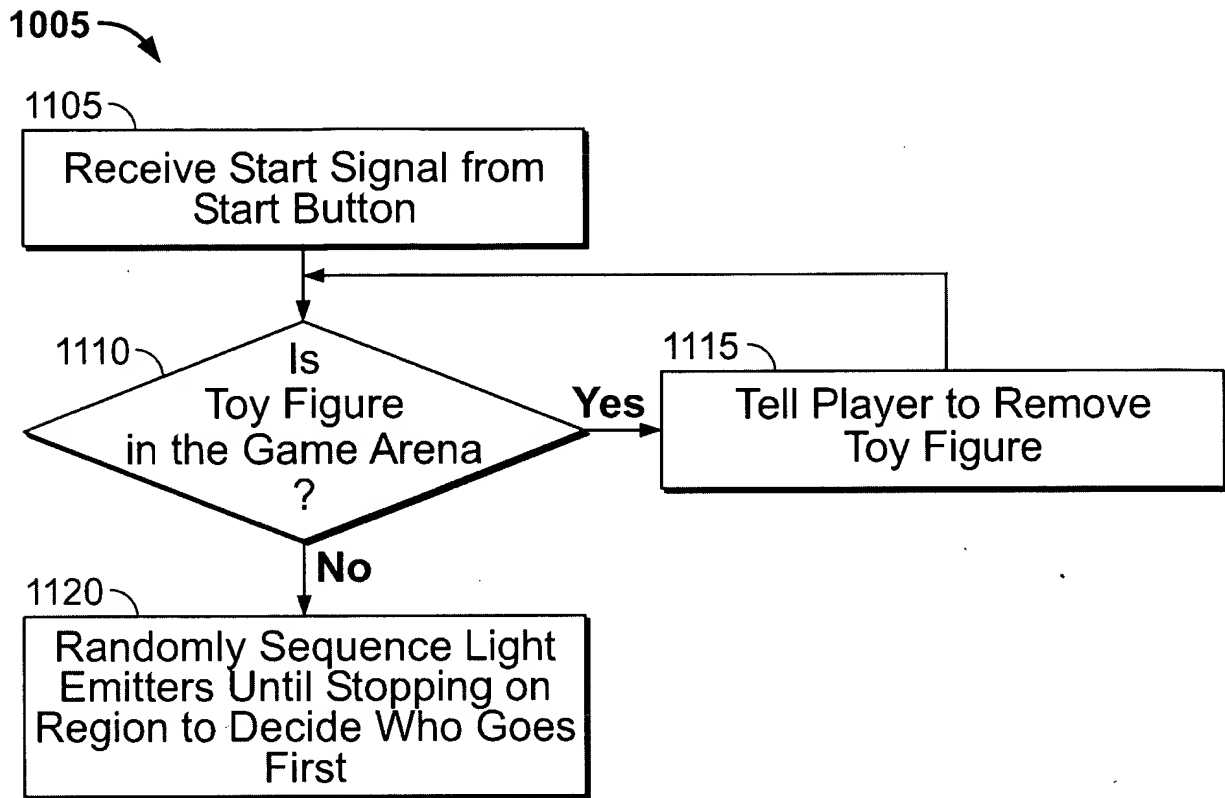 1005
1105
Receive Start Signal from
Start Button
1110
Is
Toy Figure
in the Game Arena
?
Yes
1115
Tell Player to Remove
Toy Figure
No
1120
Randomly Sequence Light
Emitters Until Stopping on
Region to Decide Who Goes
First